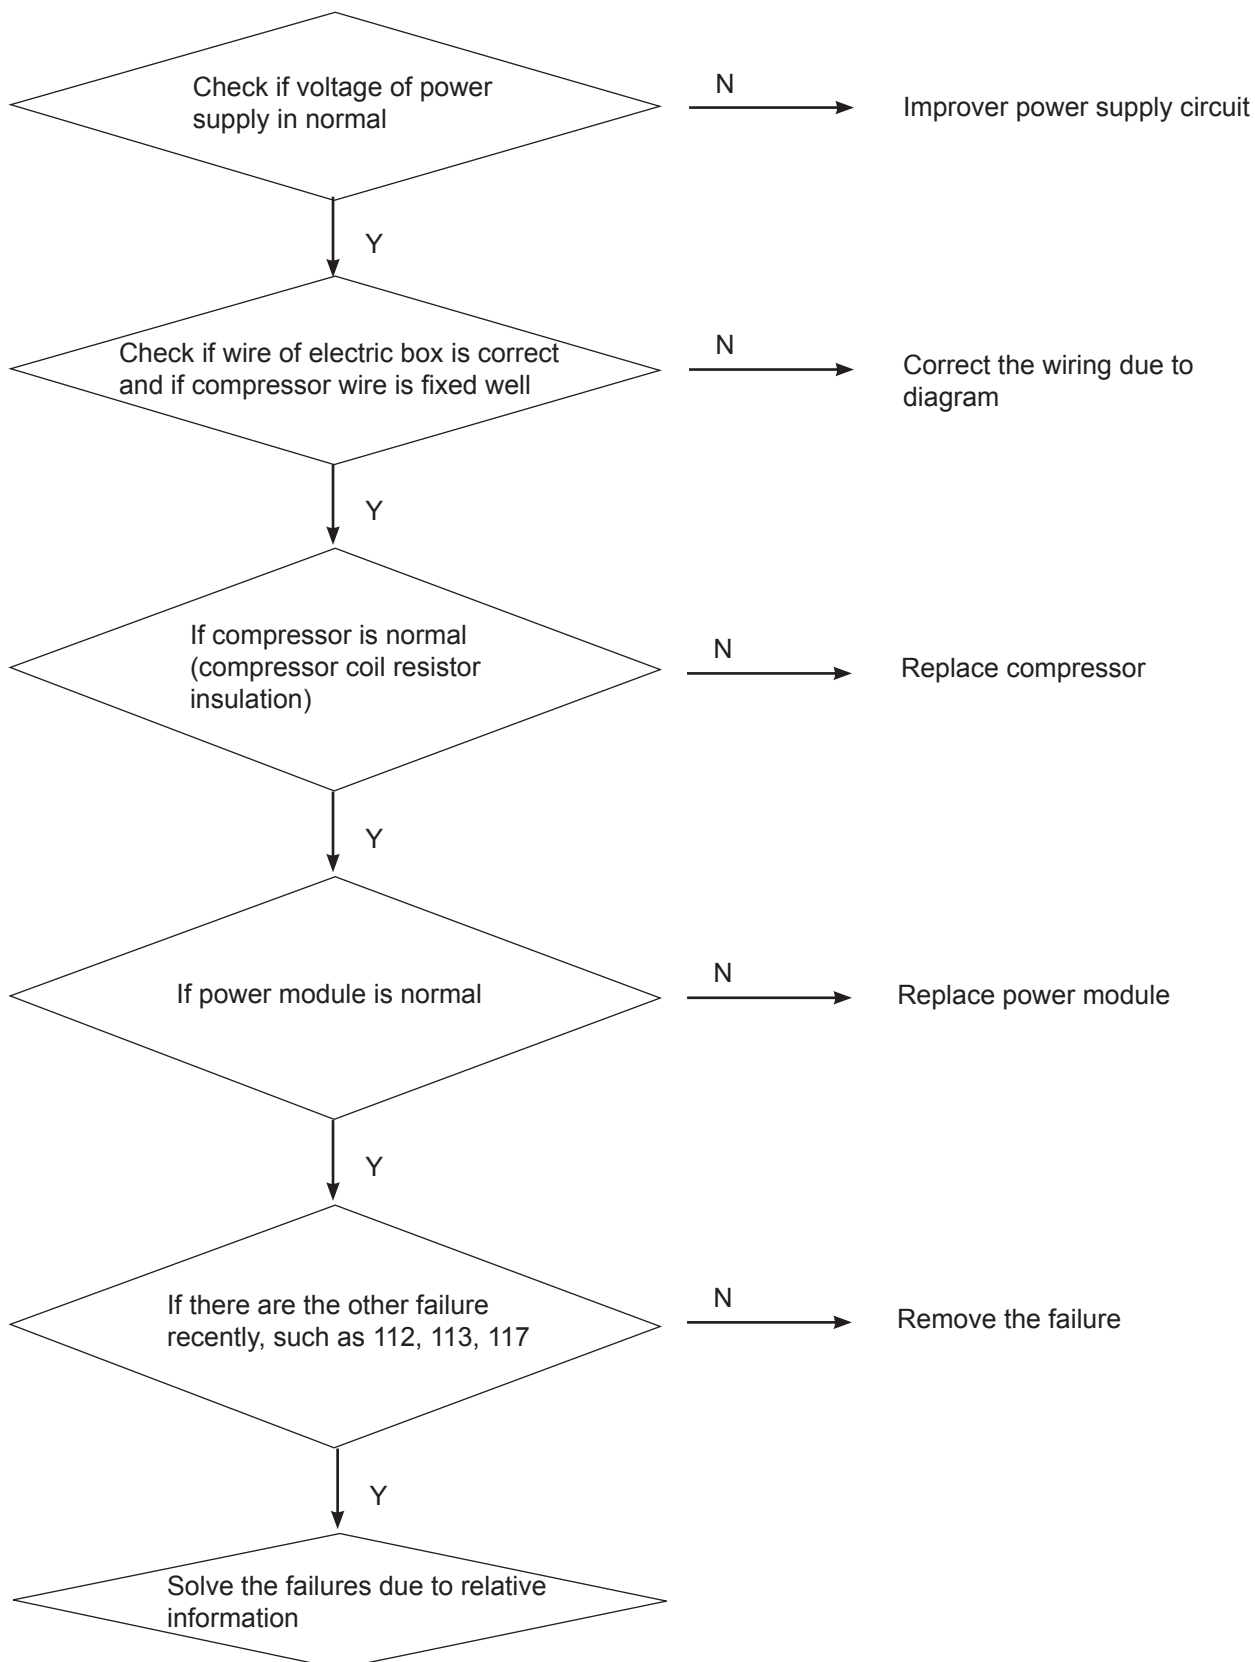 Check if voltage of power
supply in normal
N
Improver power supply circuit
Y
Check if wire of electric box is correct
and if compressor wire is fixed well
N
Correct the wiring due to
diagram
Y
If compressor is normal
(compressor coil resistor
insulation)
N
Replace compressor
Y
If power module is normal
N
Replace power module
Y
If there are the other failure
recently, such as 112, 113, 117
N
Remove the failure
Y
Solve the failures due to relative
information